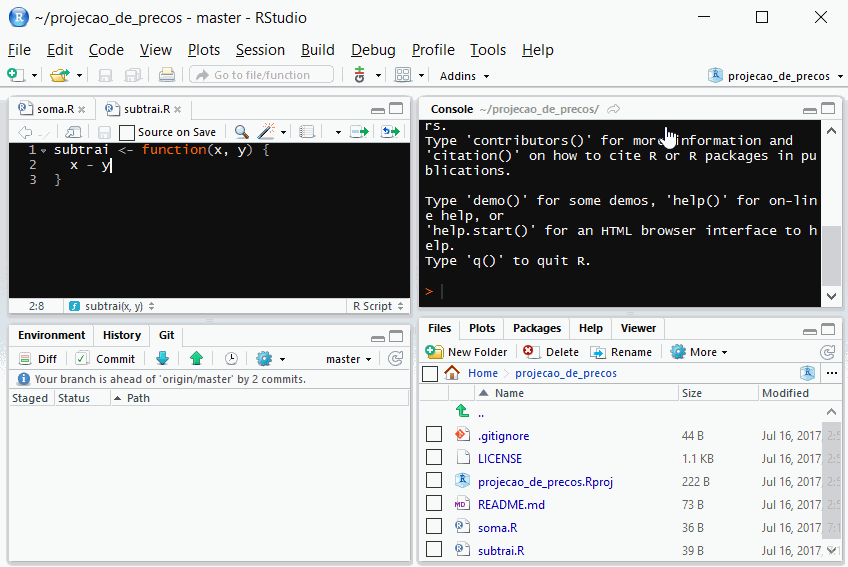 ~/projecao_de_precos - master - RStudio
File Edit Code View Plots Session Build Debug Profile Tools Help
Go to file/function Addins projecao_de_precos
soma.R subtrai.R
Source on Save
1 subtrai <- function(x, y) {
2 x - y
3 }
2:8 subtrai(x, y) R Script
Console ~/projecao_de_precos/
rs.
Type 'contributors()' for more information and
'citation()' on how to cite R or R packages in pu
blications.
Type 'demo()' for some demos, 'help()' for on-lin
e help, or
'help.start()' for an HTML browser interface to h
elp.
Type 'q()' to quit R.
>
Environment History Git
Diff Commit master
Your branch is ahead of 'origin/master' by 2 commits.
Staged Status Path
Files Plots Packages Help Viewer
New Folder Delete Rename More
Home projecao_de_precos
Name Size Modified
..
.gitignore 44 B Jul 16, 2017,
LICENSE 1.1 KB Jul 16, 2017,
projecao_de_precos.Rproj 222 B Jul 16, 2017,
README.md 73 B Jul 16, 2017,
soma.R 36 B Jul 16, 2017,
subtrai.R 39 B Jul 16, 2017,